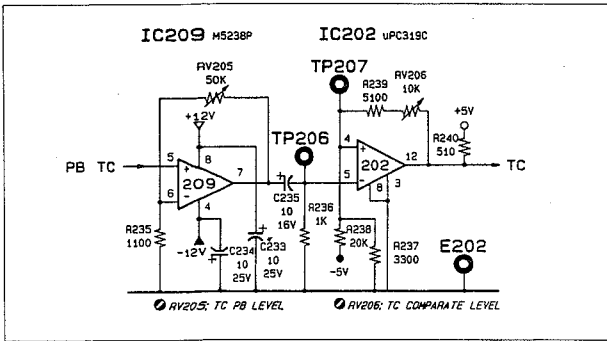 IC209 M5238P
IC202 uPC319C
RV205
50K
+12V
TP207
R239
5100
RV206
10K
+5V
TP206
R240
510
PB TC
5
+
8
209
7
6
-
4
4
+
202
12
TC
5
-
8
3
+
C235
10
16V
R236
1K
R238
20K
-5V
R237
3300
E202
R235
1100
-12V
+
C234
10
25V
+
C233
10
25V
RV205; TC PB LEVEL
RV206; TC COMPARATE LEVEL